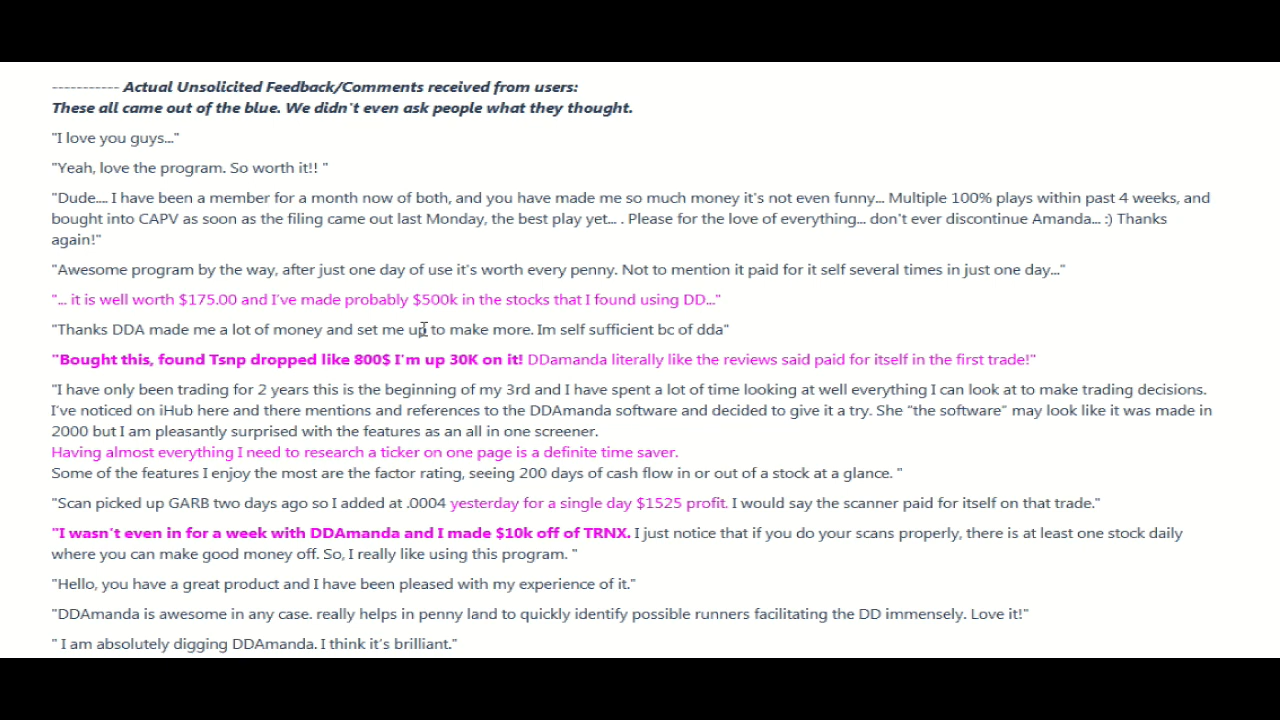 ----------- Actual Unsolicited Feedback/Comments received from users:
These all came out of the blue. We didn't even ask people what they thought.
"I love you guys..."
"Yeah, love the program. So worth it!! "
"Dude.... I have been a member for a month now of both, and you have made me so much money it's not even funny... Multiple 100% plays within past 4 weeks, and
bought into CAPV as soon as the filing came out last Monday, the best play yet... . Please for the love of everything... don't ever discontinue Amanda... :) Thanks
again!"
"Awesome program by the way, after just one day of use it's worth every penny. Not to mention it paid for it self several times in just one day..."
"... it is well worth $175.00 and I've made probably $500k in the stocks that I found using DD..."
"Thanks DDA made me a lot of money and set me up to make more. Im self sufficient bc of dda"
"Bought this, found Tsnp dropped like 800$ I'm up 30K on it! DDamanda literally like the reviews said paid for itself in the first trade!"
"I have only been trading for 2 years this is the beginning of my 3rd and I have spent a lot of time looking at well everything I can look at to make trading decisions.
I've noticed on iHub here and there mentions and references to the DDAmanda software and decided to give it a try. She "the software" may look like it was made in
2000 but I am pleasantly surprised with the features as an all in one screener.
Having almost everything I need to research a ticker on one page is a definite time saver.
Some of the features I enjoy the most are the factor rating, seeing 200 days of cash flow in or out of a stock at a glance. "
"Scan picked up GARB two days ago so I added at .0004 yesterday for a single day $1525 profit. I would say the scanner paid for itself on that trade."
"I wasn't even in for a week with DDAmanda and I made $10k off of TRNX. I just notice that if you do your scans properly, there is at least one stock daily
where you can make good money off. So, I really like using this program. "
"Hello, you have a great product and I have been pleased with my experience of it."
"DDAmanda is awesome in any case. really helps in penny land to quickly identify possible runners facilitating the DD immensely. Love it!"
" I am absolutely digging DDAmanda. I think it's brilliant."